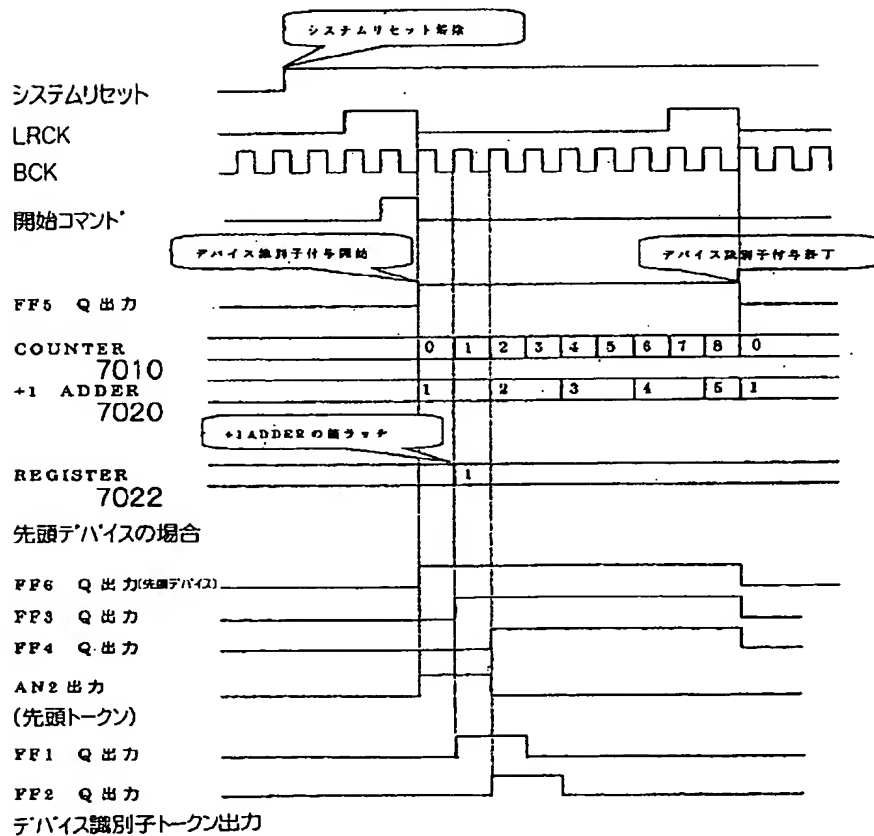 システムリセット解除
システムリセット
LRCK
BCK
開始コマンド
デバイス識別子付与開始
デバイス識別子付与終了
FF5 Q出力
COUNTER 0 1 2 3 4 5 6 7 8 0
7010
+1 ADDER 1 2 3 4 5 1
7020
+1ADDERの値ラッチ
REGISTER 1
7022
先頭デバイスの場合
FF6 Q出力(先頭デバイス)
FF3 Q出力
FF4 Q出力
AN2出力
(先頭トークン)
FF1 Q出力
FF2 Q出力
デバイス識別子トークン出力